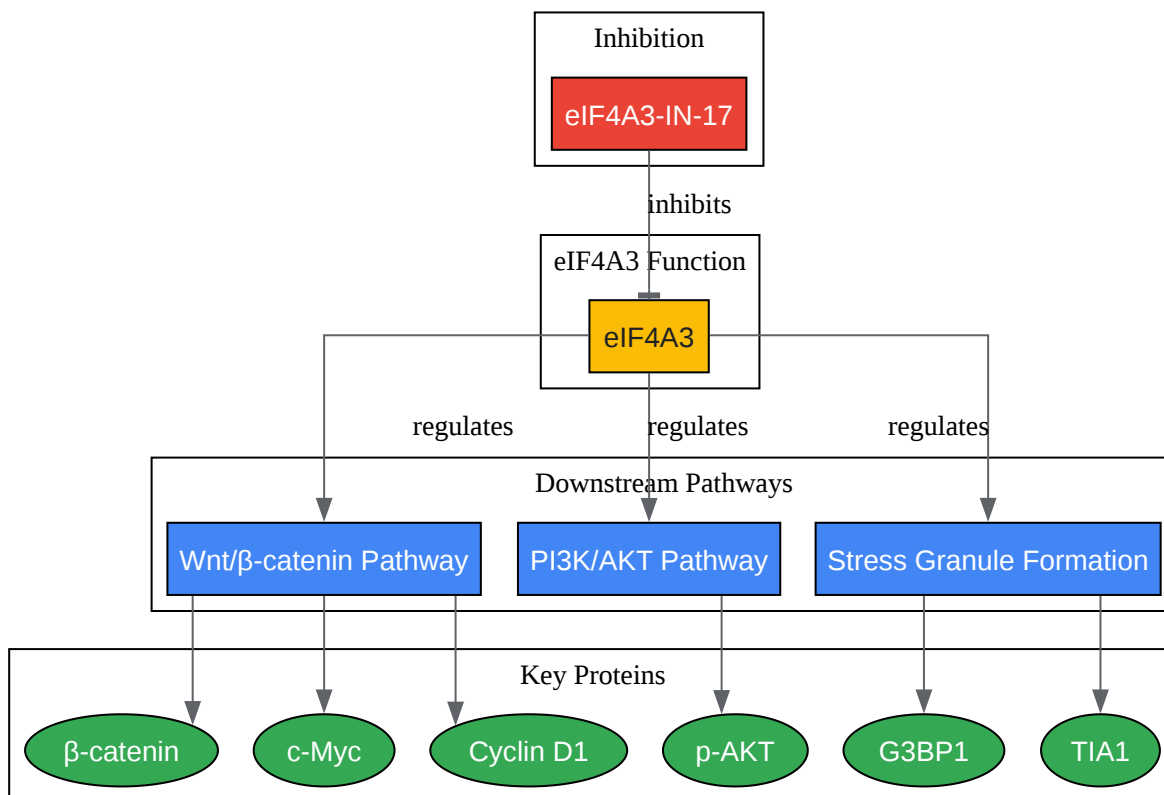 Inhibition
eIF4A3-IN-17
inhibits
eIF4A3 Function
eIF4A3
regulates
regulates
regulates
Downstream Pathways
Wnt/β-catenin Pathway
PI3K/AKT Pathway
Stress Granule Formation
Key Proteins
β-catenin
c-Myc
Cyclin D1
p-AKT
G3BP1
TIA1